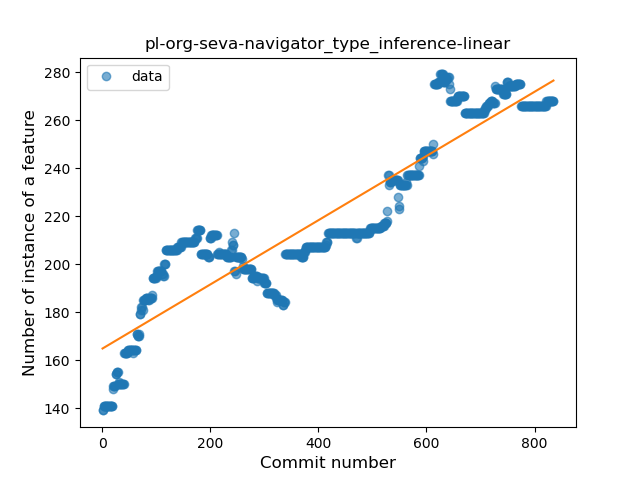 pl-org-seva-navigator_type_inference-linear
data
Number of instance of a feature
280
260
240
220
200
180
160
140
0 200 400 600 800
Commit number